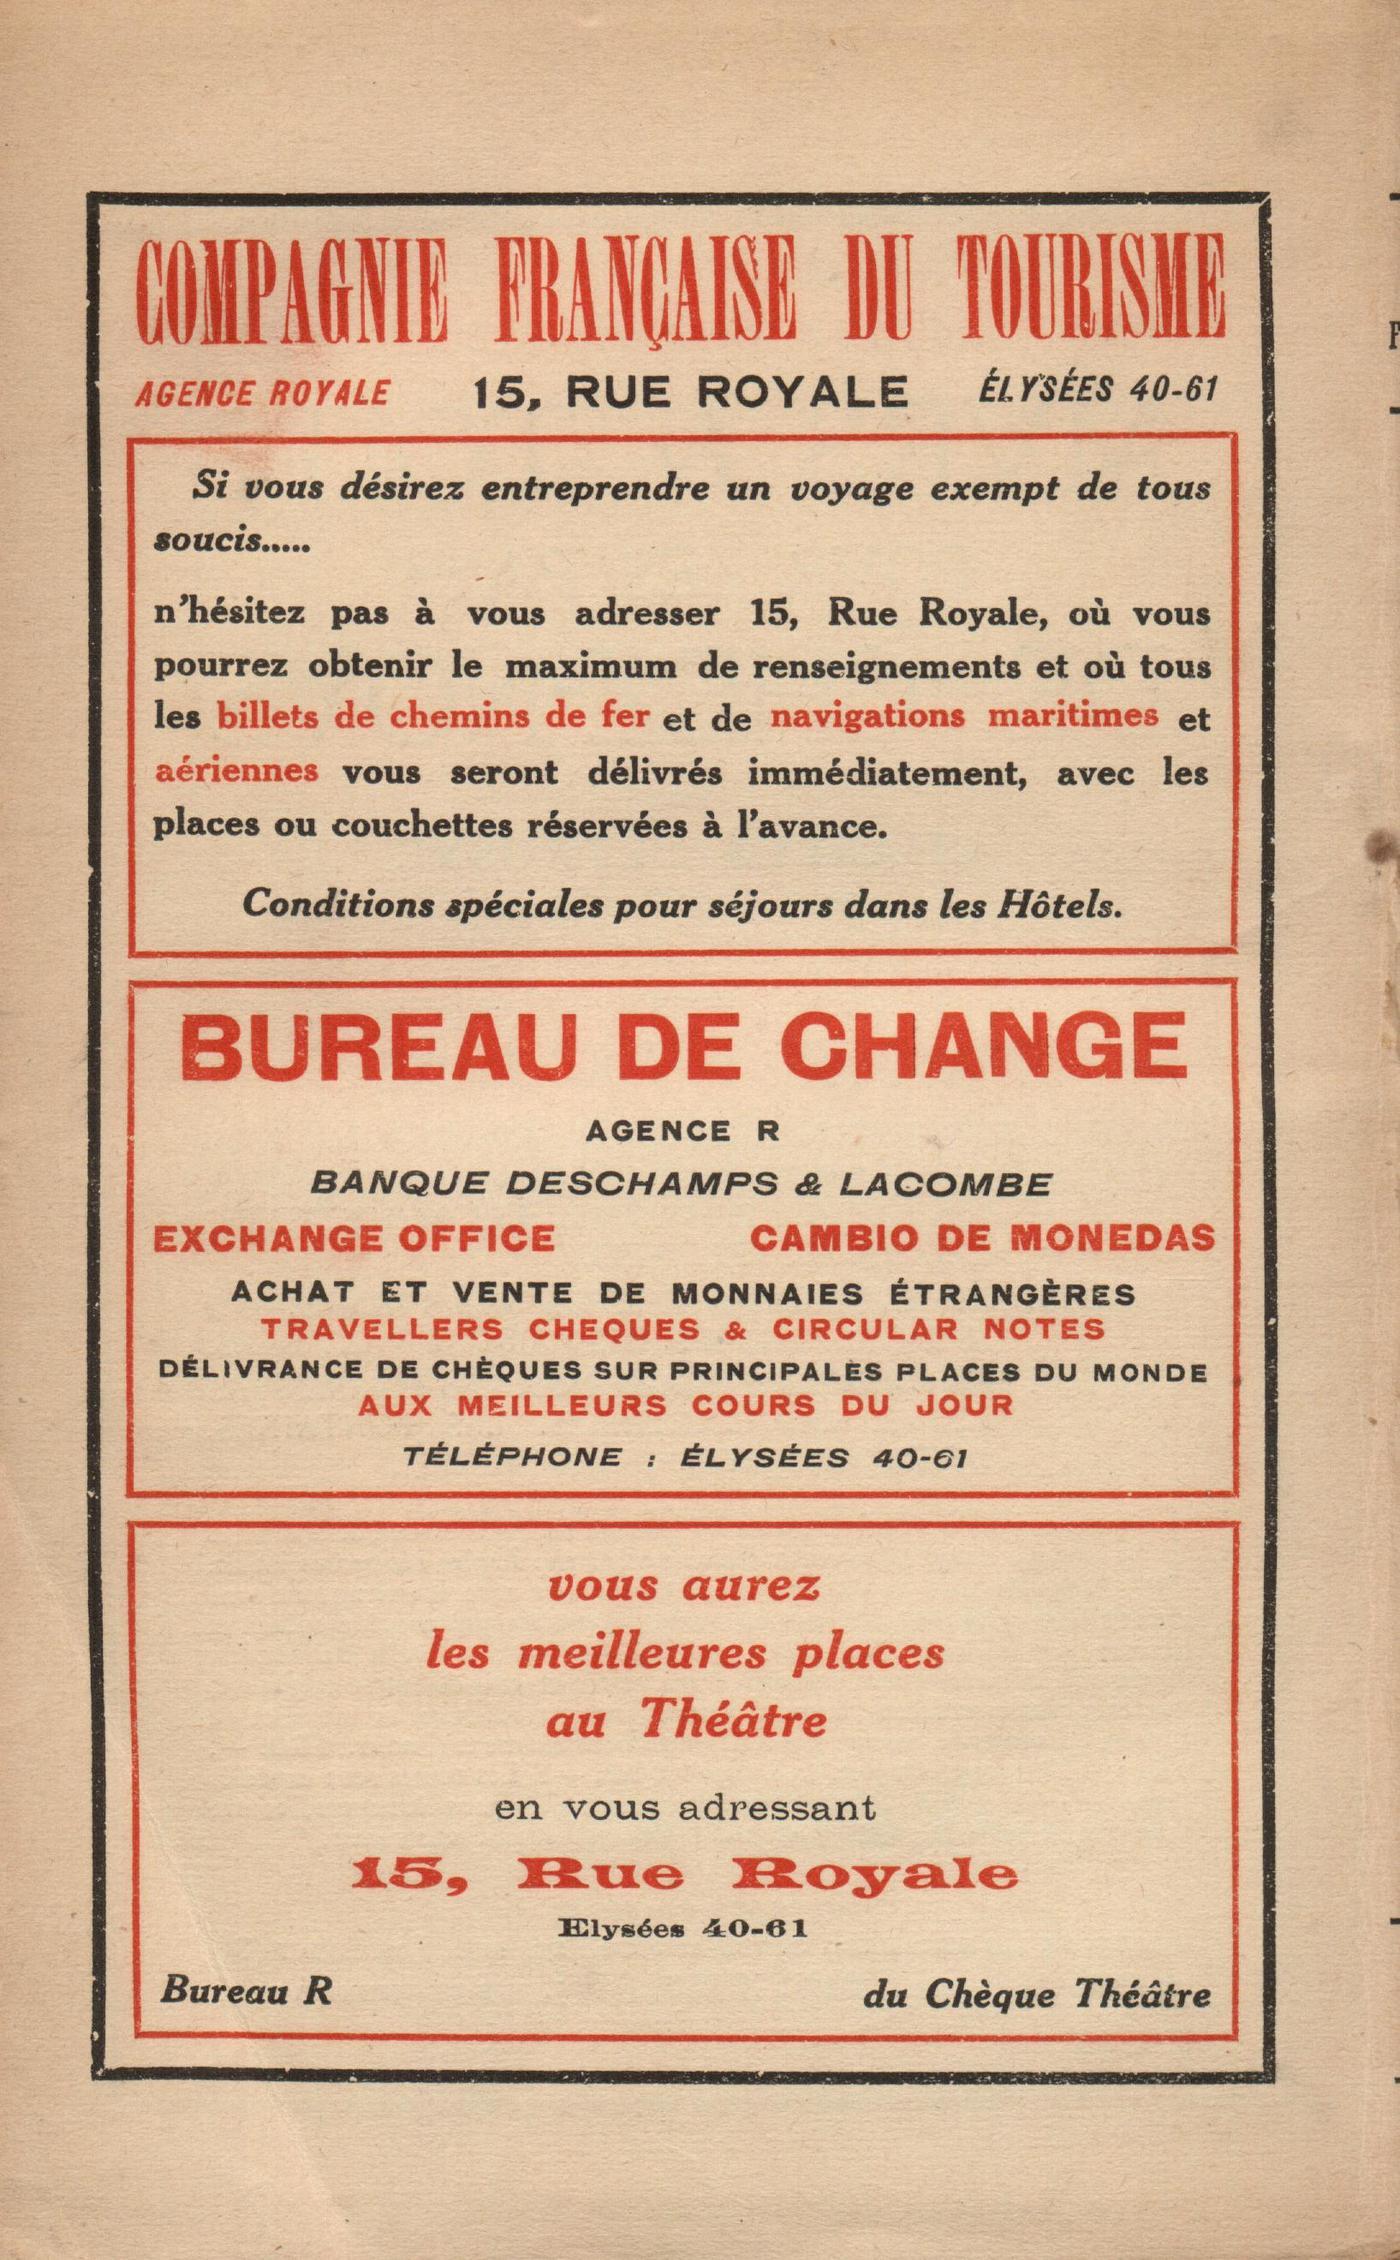 COMPAGNIE FRANÇAISE DU TOURISME
AGENCE ROYALE 15, RUE ROYALE ÉLYSÉES 40-61
Si vous désirez entreprendre un voyage exempt de tous
soucis.....
n'hésitez pas à vous adresser 15, Rue Royale, où vous
pourrez obtenir le maximum de renseignements et où tous
les billets de chemins de fer et de navigations maritimes et
aériennes vous seront délivrés immédiatement, avec les
places ou couchettes réservées à l'avance.
Conditions spéciales pour séjours dans les Hôtels.
BUREAU DE CHANGE
AGENCE R
BANQUE DESCHAMPS & LACOMBE
EXCHANGE OFFICE CAMBIO DE MONEDAS
ACHAT ET VENTE DE MONNAIES ÉTRANGÈRES
TRAVELLERS CHEQUES & CIRCULAR NOTES
DÉLIVRANCE DE CHÈQUES SUR PRINCIPALES PLACES DU MONDE
AUX MEILLEURS COURS DU JOUR
TÉLÉPHONE : ÉLYSÉES 40-61
vous aurez
les meilleures places
au Théâtre
en vous adressant
15, Rue Royale
Elysées 40-61
Bureau R du Chèque Théâtre